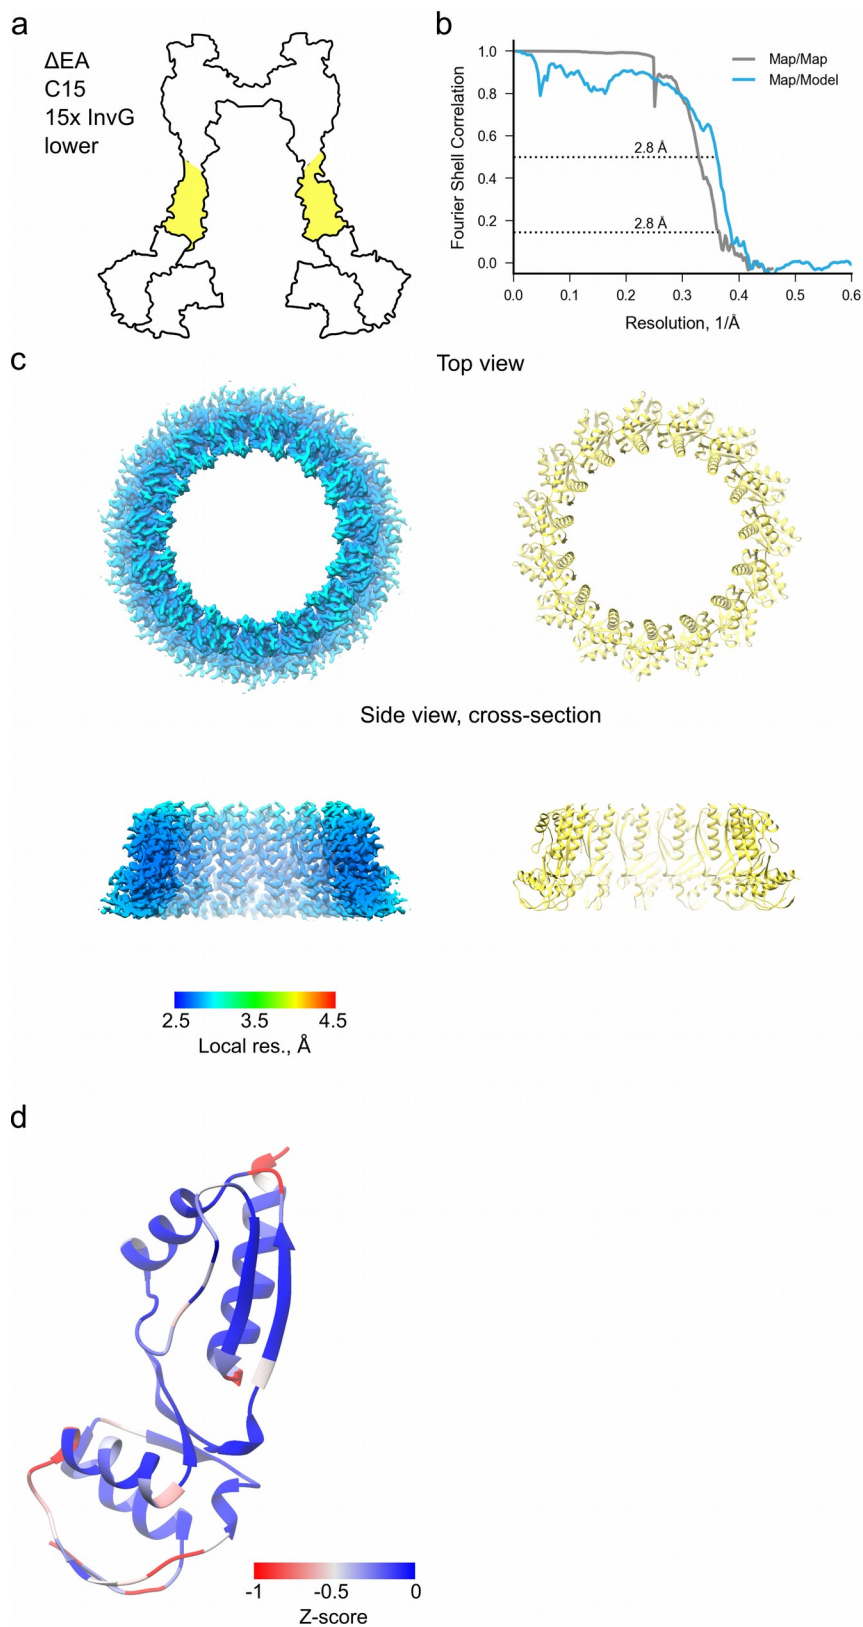 a
ΔEA
C15
15x InvG
lower
b
Fourier Shell Correlation
1.0
0.8
0.6
0.4
0.2
0.0
Map/Map
Map/Model
2.8 Å
2.8 Å
0.0 0.1 0.2 0.3 0.4 0.5 0.6
Resolution, 1/Å
c
Top view
Side view, cross-section
2.5 3.5 4.5
Local res., Å
d
-1 -0.5 0
Z-score